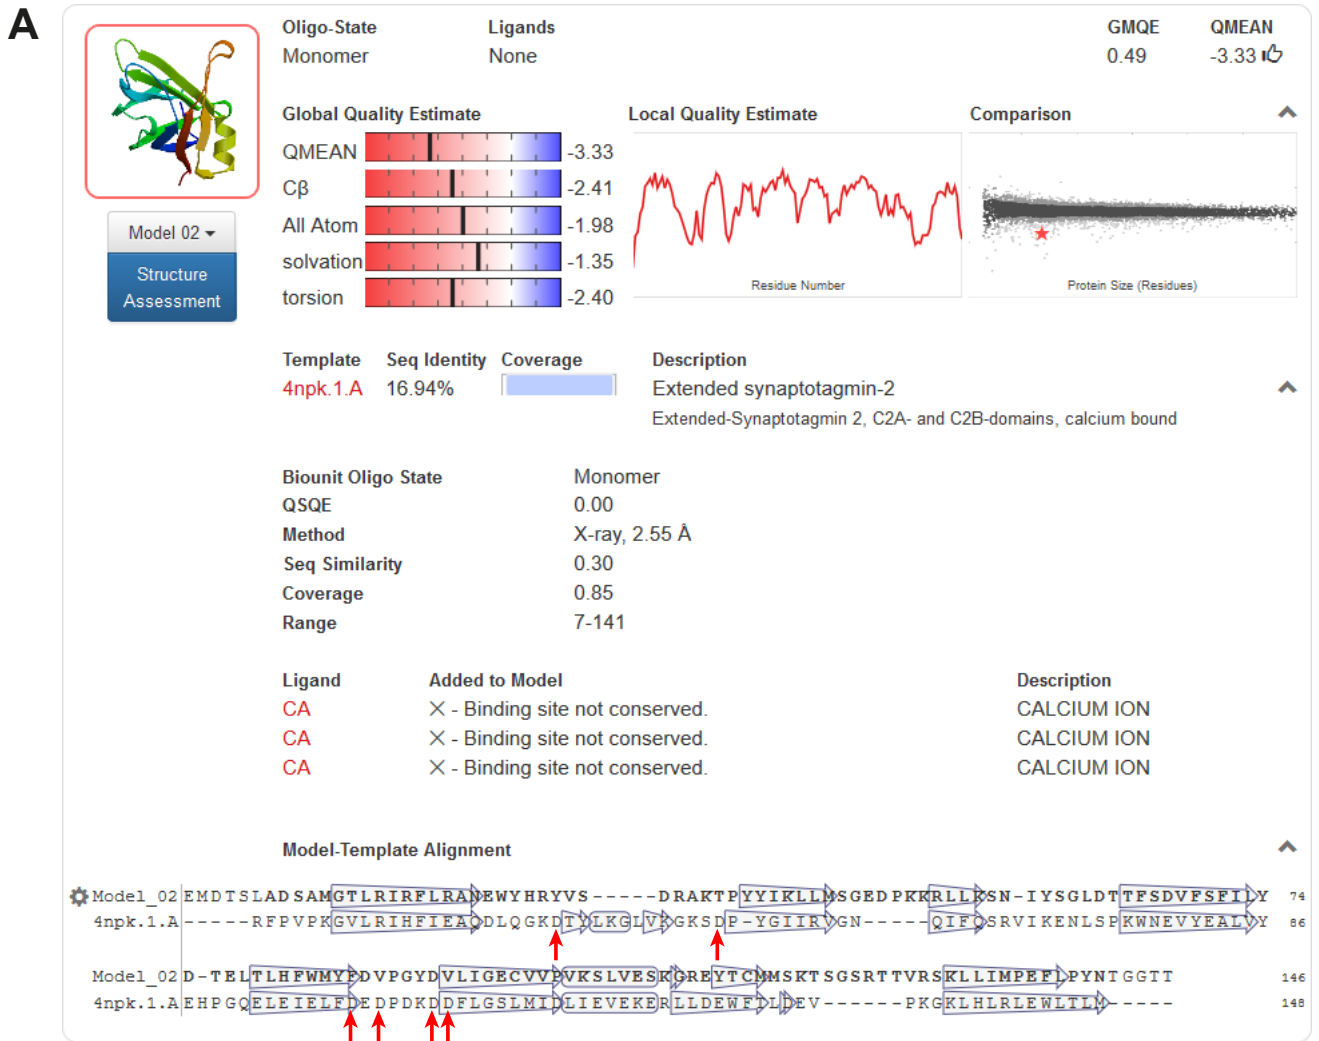 A
Oligo-State Ligands GMQE QMEAN
Monomer None 0.49 -3.33
Global Quality Estimate Local Quality Estimate Comparison
QMEAN -3.33
Cβ -2.41
All Atom -1.98
solvation -1.35
torsion -2.40
Residue Number
Protein Size (Residues)
Model 02
Structure
Assessment
Template Seq Identity Coverage Description
4npk.1.A 16.94% Extended synaptotagmin-2
Extended-Synaptotagmin 2, C2A- and C2B-domains, calcium bound
Biounit Oligo State Monomer
QSQE 0.00
Method X-ray, 2.55 Å
Seq Similarity 0.30
Coverage 0.85
Range 7-141
Ligand Added to Model Description
CA X - Binding site not conserved. CALCIUM ION
CA X - Binding site not conserved. CALCIUM ION
CA X - Binding site not conserved. CALCIUM ION
Model-Template Alignment
Model_02 EMDTSLADSAMGTLRIRFLRANEWYHRYVS-----DRAKTPYYIKLLMSGEDPKKRLLKSN-IYSGLDTTFSDVFSFILY 74
4npk.1.A -----RFPVPKGVLRIHFIEAQDLQGKDTYLKGLVKGKSDP-YGIIRVGN-----QIFQSRVIKENLSPKWNEVYEALVY 86
Model_02 D-TELTLHFWMYFDVPGYDVLIGECVVPVKSLVESKGREYTCMMSKTSGSRTTVRSKLLIMPEFLPYNTGGTT 146
4npk.1.A EHPGQELEIELFDEDPDKDDFLGSLMIDLIEVEKERLLDEWFTLDEV------PKGKLHLRLEWLTLM----- 148